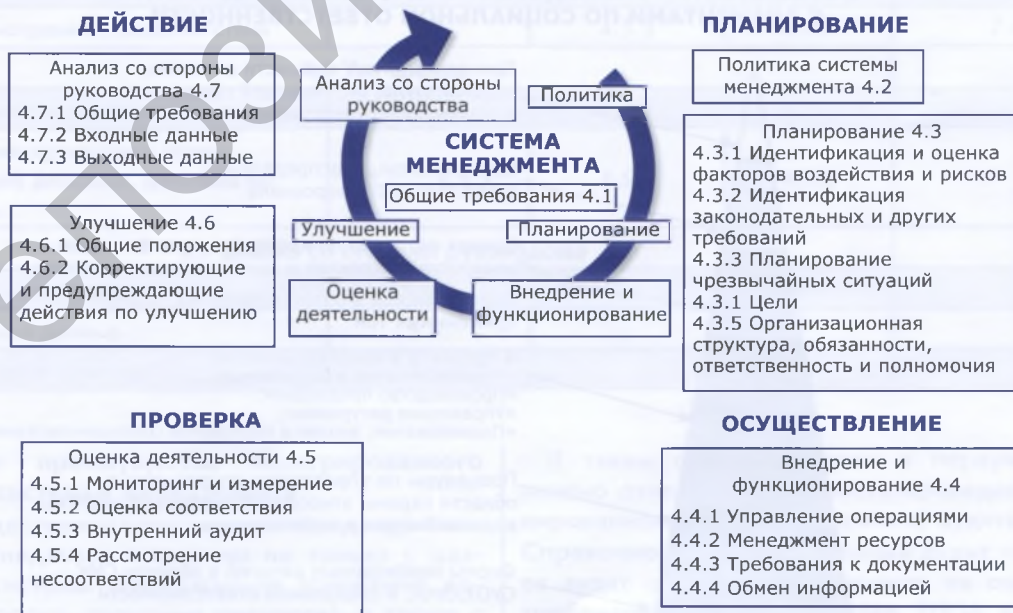 ДЕЙСТВИЕ
Анализ со стороны
руководства 4.7
4.7.1 Общие требования
4.7.2 Входные данные
4.7.3 Выходные данные
Улучшение 4.6
4.6.1 Общие положения
4.6.2 Корректирующие
и предупреждающие
действия по улучшению
Анализ со стороны
руководства
Политика
СИСТЕМА
МЕНЕДЖМЕНТА
Общие требования 4.1
Улучшение
Планирование
Оценка
деятельности
Внедрение и
функционирование
ПЛАНИРОВАНИЕ
Политика системы
менеджмента 4.2
Планирование 4.3
4.3.1 Идентификация и оценка
факторов воздействия и рисков
4.3.2 Идентификация
законодательных и других
требований
4.3.3 Планирование
чрезвычайных ситуаций
4.3.1 Цели
4.3.5 Организационная
структура, обязанности,
ответственность и полномочия
ПРОВЕРКА
Оценка деятельности 4.5
4.5.1 Мониторинг и измерение
4.5.2 Оценка соответствия
4.5.3 Внутренний аудит
4.5.4 Рассмотрение
несоответствий
ОСУЩЕСТВЛЕНИЕ
Внедрение и
функционирование 4.4
4.4.1 Управление операциями
4.4.2 Менеджмент ресурсов
4.4.3 Требования к документации
4.4.4 Обмен информацией